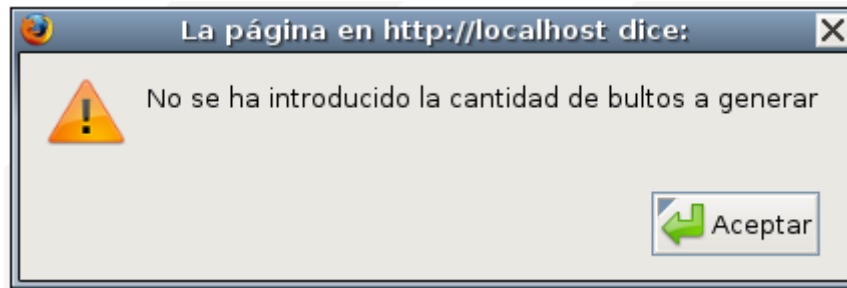 La página en http://localhost dice:
No se ha introducido la cantidad de bultos a generar
Aceptar